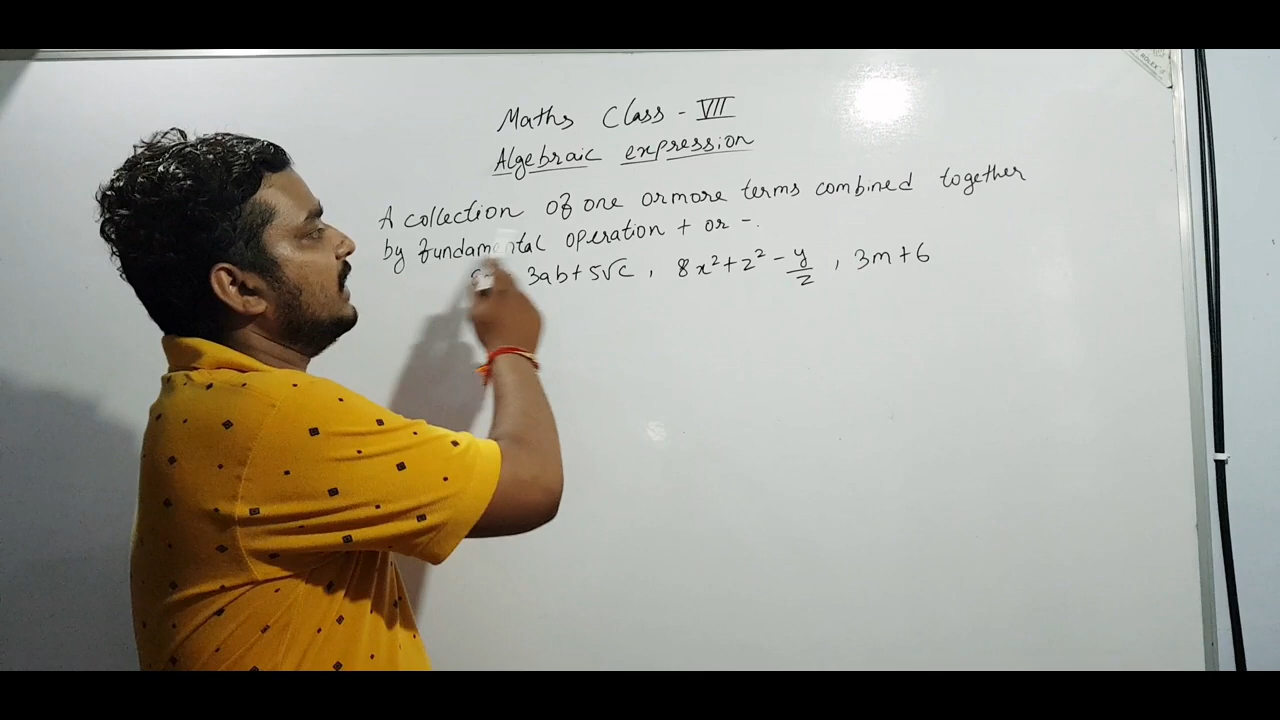 Maths Class - VII
Algebraic expression
A collection of one or more terms combined together
by fundamental operation + or -.
3ab + 5√c, 8x² + z² - y/z, 3m + 6